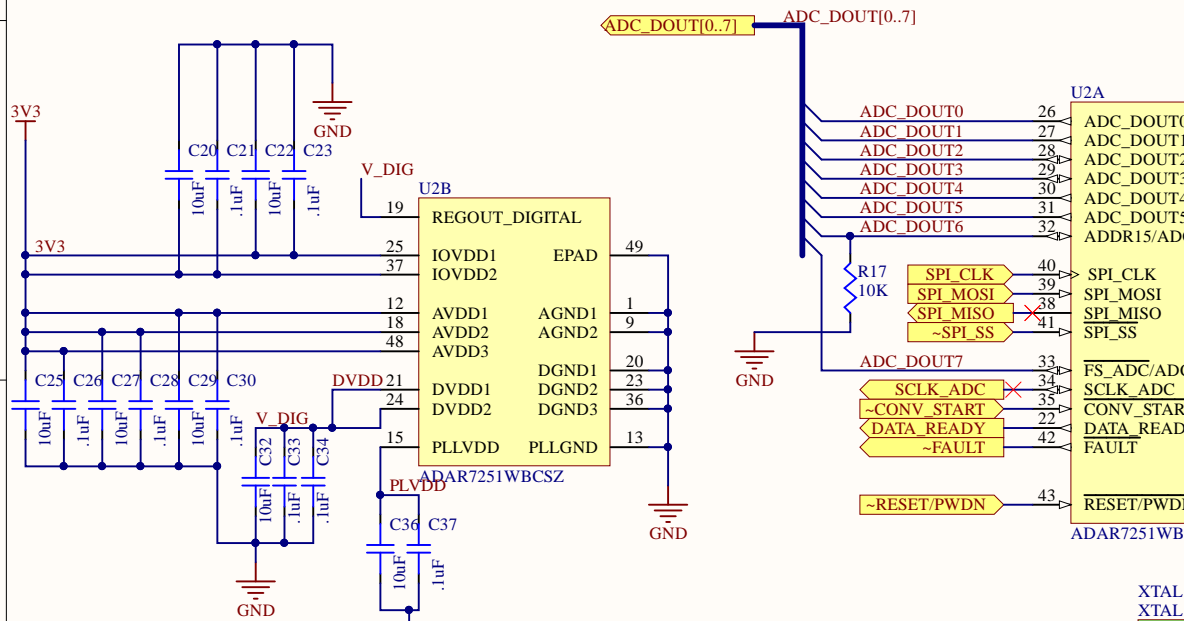 ADC_DOUT[0..7]
ADC_DOUT[0..7]
3V3
GND
C20 C21 C22 C23
10uF .1uF 10uF .1uF
V_DIG
U2B
19 REGOUT_DIGITAL
3V3
25 IOVDD1 EPAD 49
37 IOVDD2
12 AVDD1 AGND1 1
18 AVDD2 AGND2 9
48 AVDD3
DGND1 20
DVDD 21 DVDD1 DGND2 23
24 DVDD2 DGND3 36
15 PLLVDD PLLGND 13
ADAR7251WBCSZ
C25 C26 C27 C28 C29 C30
10uF .1uF 10uF .1uF 10uF .1uF
V_DIG
C32 C33 C34
10uF .1uF .1uF
GND
PLVDD
C36 C37
10uF .1uF
GND
U2A
ADC_DOUT0 26 ADC_DOUT0
ADC_DOUT1 27 ADC_DOUT1
ADC_DOUT2 28 ADC_DOUT2
ADC_DOUT3 29 ADC_DOUT3
ADC_DOUT4 30 ADC_DOUT4
ADC_DOUT5 31 ADC_DOUT5
ADC_DOUT6 32 ADDR15/ADC
R17
10K
GND
SPI_CLK 40 SPI_CLK
SPI_MOSI 39 SPI_MOSI
SPI_MISO 38 SPI_MISO
~SPI_SS 41 SPI_SS
ADC_DOUT7 33 FS_ADC/ADC
SCLK_ADC 34 SCLK_ADC
~CONV_START 35 CONV_STAR
DATA_READY 22 DATA_READ
~FAULT 42 FAULT
~RESET/PWDN 43 RESET/PWDN
ADAR7251WB
XTAL
XTAL